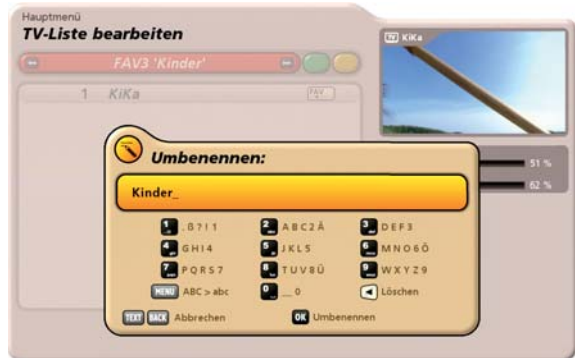 Hauptmenü
TV-Liste bearbeiten
TV KiKa
FAV3 'Kinder'
1 KiKa FAV
51 %
62 %
Umbenennen:
Kinder_
1 .ß?!1 2 ABC2Ä 3 DEF3
4 GHI4 5 JKL5 6 MNO6Ö
7 PQRS7 8 TUV8Ü 9 WXYZ9
MENU ABC > abc 0 _ 0 Löschen
TEXT BACK Abbrechen OK Umbenennen